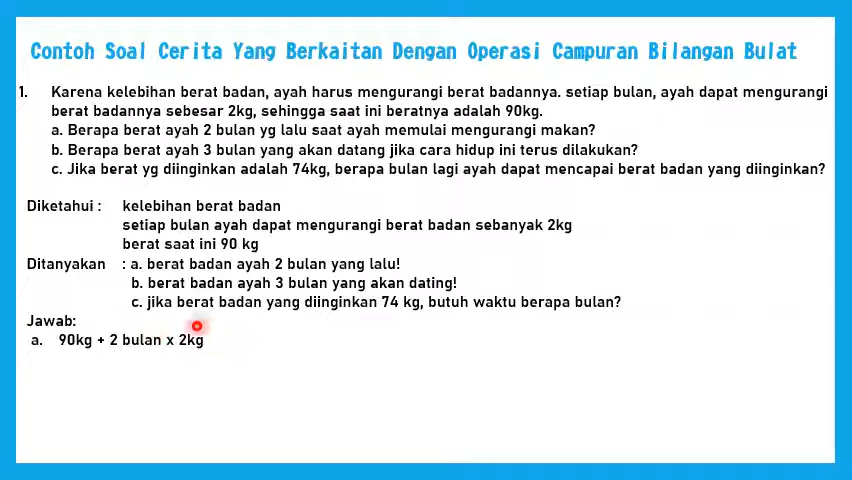 Contoh Soal Cerita Yang Berkaitan Dengan Operasi Campuran Bilangan Bulat
1. Karena kelebihan berat badan, ayah harus mengurangi berat badannya. setiap bulan, ayah dapat mengurangi
berat badannya sebesar 2kg, sehingga saat ini beratnya adalah 90kg.
a. Berapa berat ayah 2 bulan yg lalu saat ayah memulai mengurangi makan?
b. Berapa berat ayah 3 bulan yang akan datang jika cara hidup ini terus dilakukan?
c. Jika berat yg diinginkan adalah 74kg, berapa bulan lagi ayah dapat mencapai berat badan yang diinginkan?
Diketahui : kelebihan berat badan
setiap bulan ayah dapat mengurangi berat badan sebanyak 2kg
berat saat ini 90 kg
Ditanyakan : a. berat badan ayah 2 bulan yang lalu!
b. berat badan ayah 3 bulan yang akan dating!
c. jika berat badan yang diinginkan 74 kg, butuh waktu berapa bulan?
Jawab:
a. 90kg + 2 bulan x 2kg